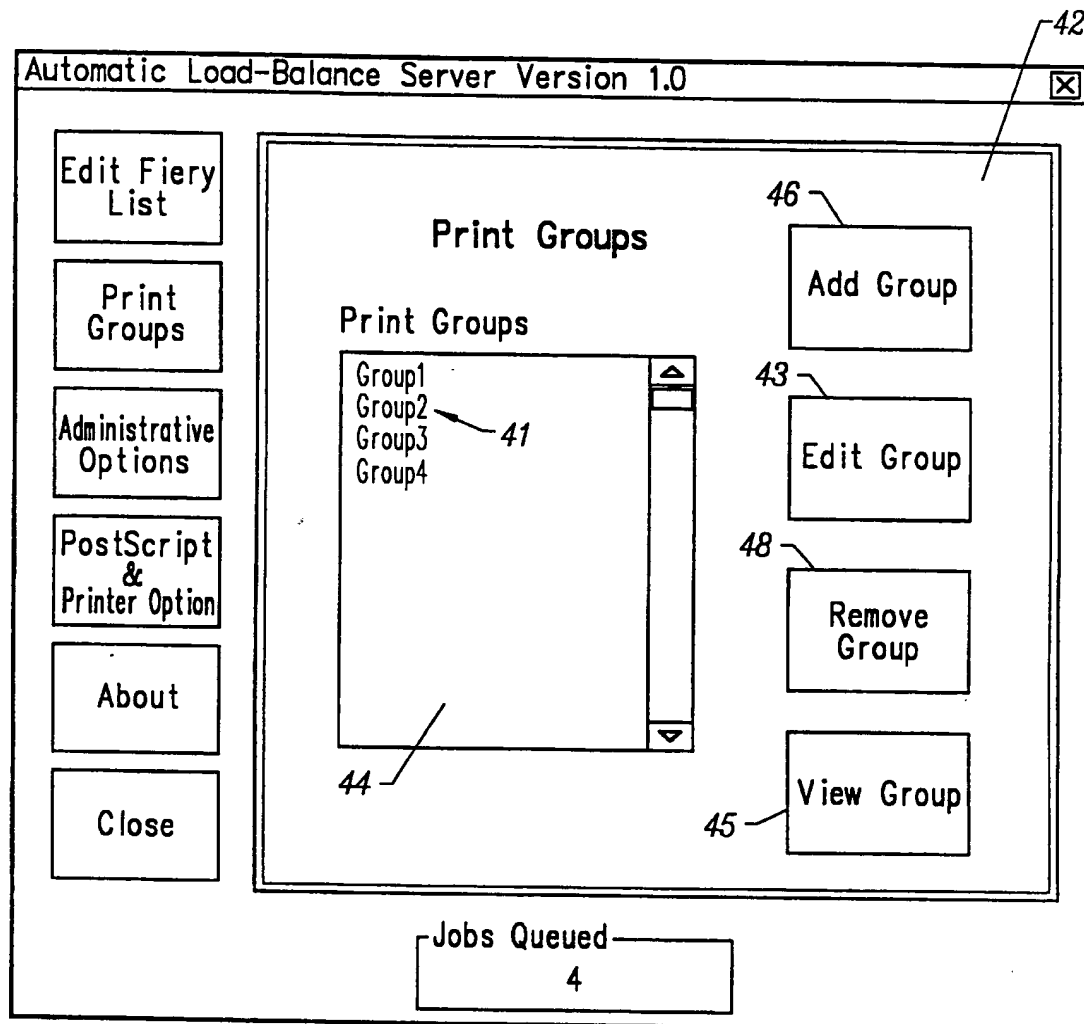 42
Automatic Load-Balance Server Version 1.0
Edit Fiery
List
Print
Groups
Administrative
Options
PostScript
&
Printer Option
About
Close
Print Groups
Print Groups
Group1
Group2
Group3
Group4
41
44
46
Add Group
43
Edit Group
48
Remove
Group
45
View Group
Jobs Queued
4